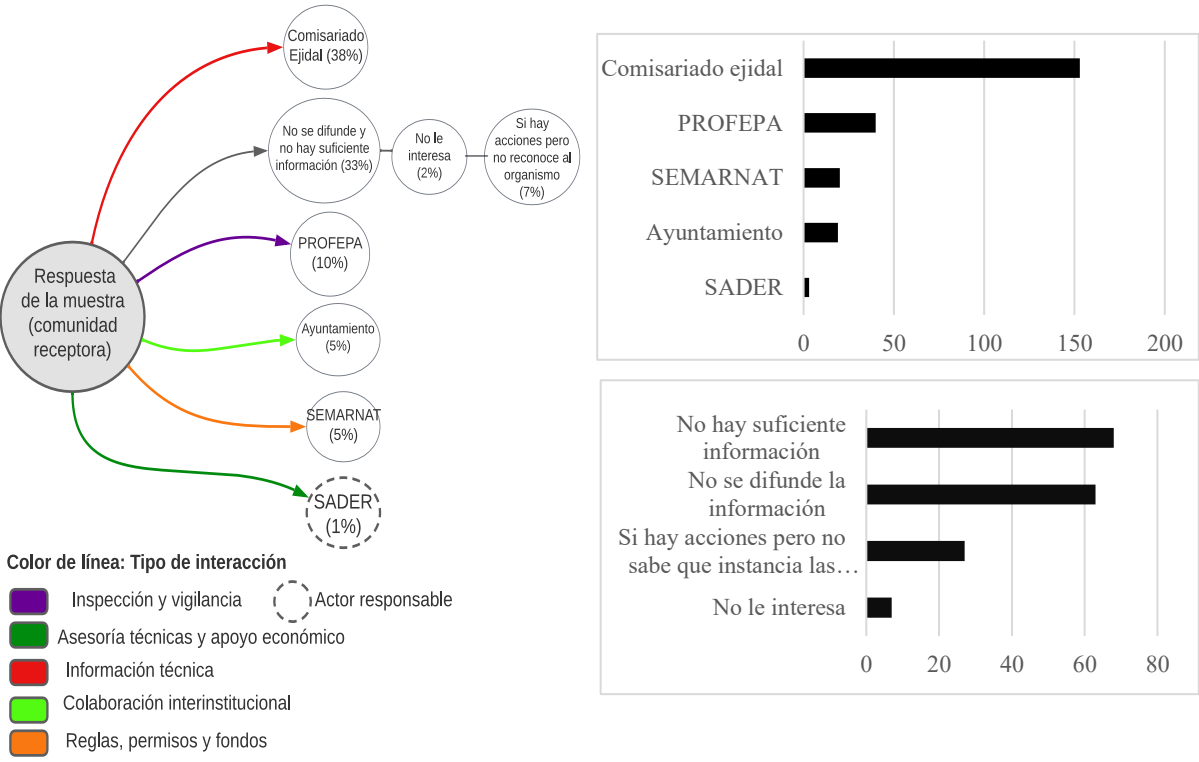 Comisariado
Ejidal (38%)
No se difunde y
no hay suficiente
información (33%)
No le
interesa
(2%)
Si hay
acciones pero
no reconoce al
organismo
(7%)
PROFEPA
(10%)
Respuesta
de la muestra
(comunidad
receptora)
Ayuntamiento
(5%)
SEMARNAT
(5%)
SADER
(1%)
Color de línea: Tipo de interacción
Inspección y vigilancia
Actor responsable
Asesoría técnicas y apoyo económico
Información técnica
Colaboración interinstitucional
Reglas, permisos y fondos
Comisariado ejidal
PROFEPA
SEMARNAT
Ayuntamiento
SADER
0 50 100 150 200
No hay suficiente
información
No se difunde la
información
Si hay acciones pero no
sabe que instancia las…
No le interesa
0 20 40 60 80